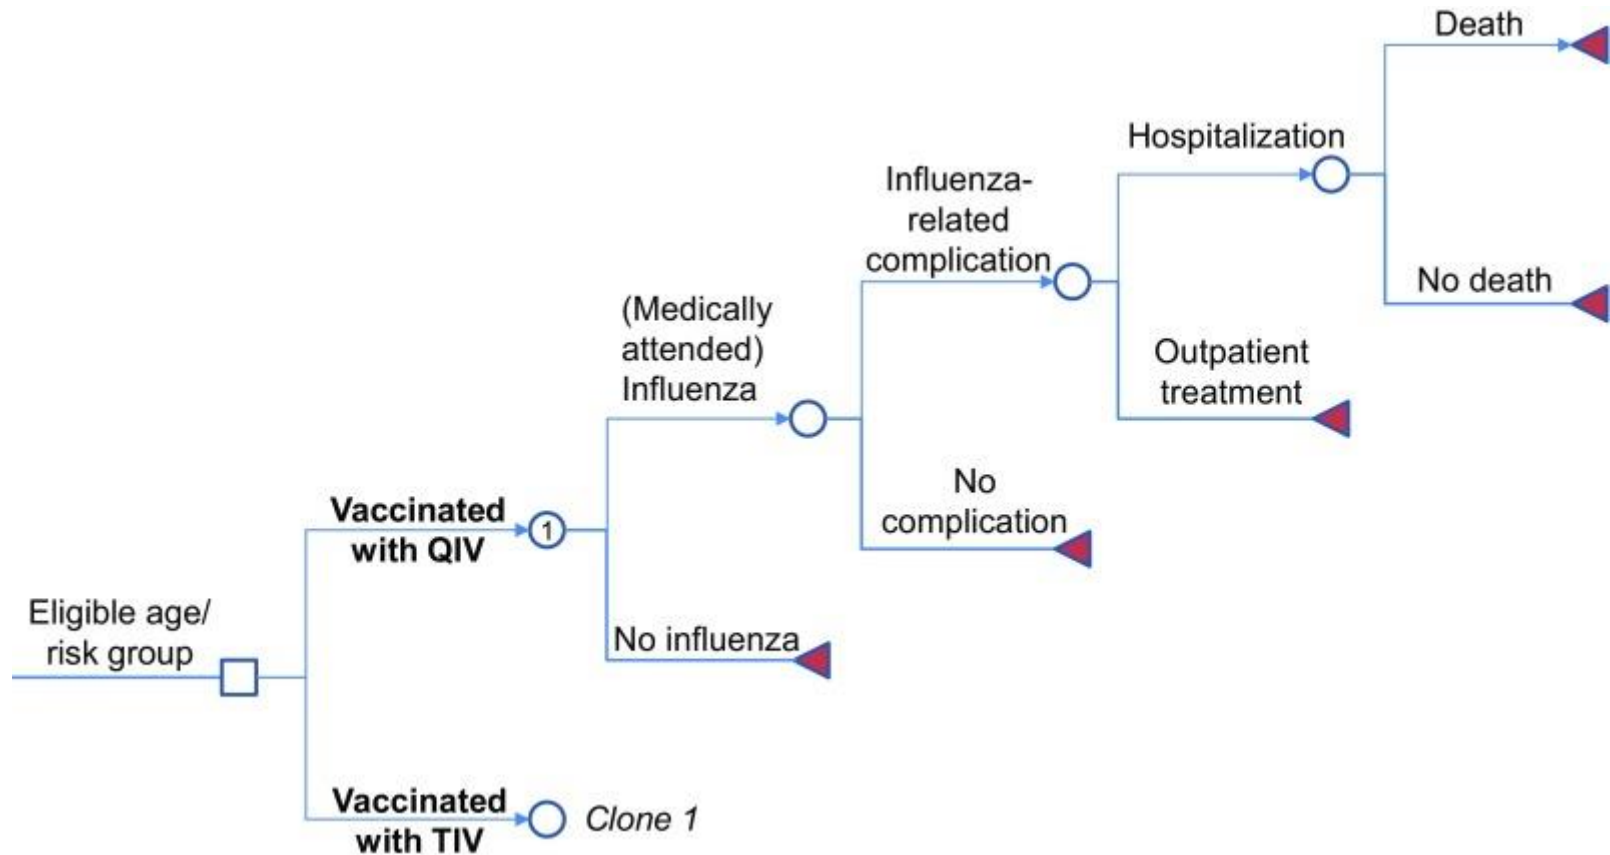 Death
Hospitalization
Influenza-
related
complication
No death
(Medically
attended)
Influenza
Outpatient
treatment
No
complication
Vaccinated
with QIV
1
Eligible age/
risk group
No influenza
Vaccinated
with TIV
Clone 1